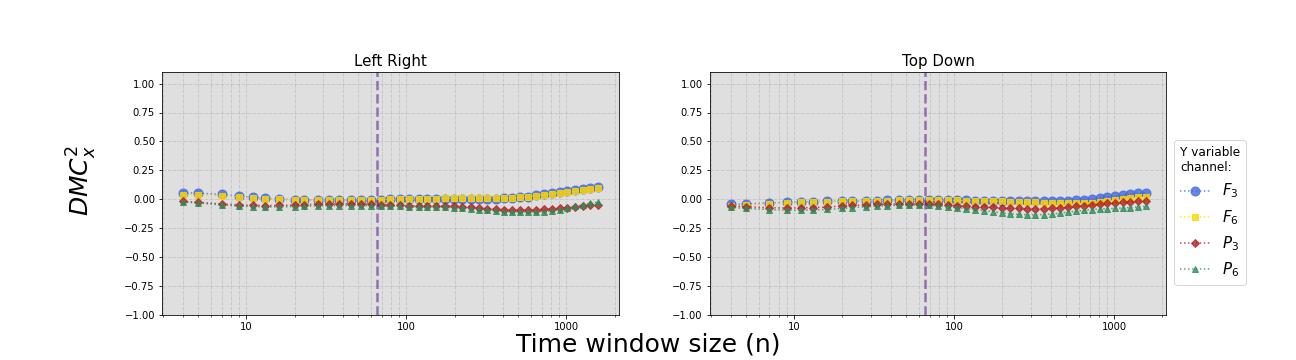 Left Right
Top Down
1.00
0.75
0.50
0.25
0.00
−0.25
−0.50
−0.75
−1.00
1.00
0.75
0.50
0.25
0.00
−0.25
−0.50
−0.75
−1.00
DMC²ₓ
10 100 1000
10 100 1000
Time window size (n)
Y variable
channel:
F₃
F₆
P₃
P₆